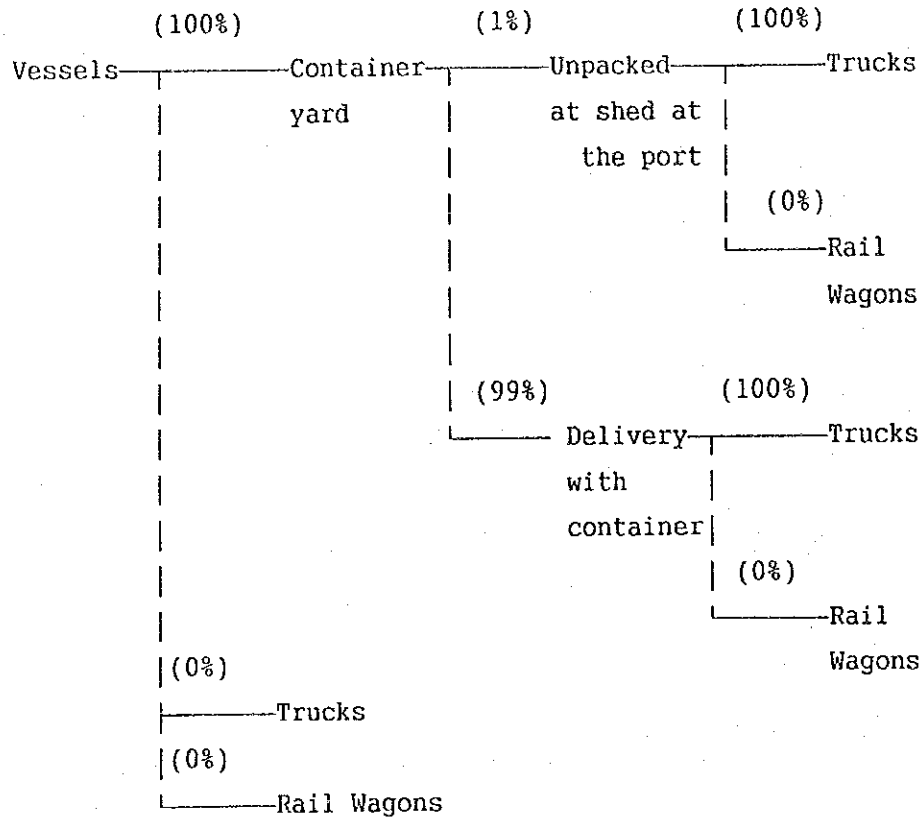 (100%) (1%) (100%)
Vessels Container Unpacked Trucks
yard at shed at
the port
(0%)
Rail
Wagons
(99%) (100%)
Delivery Trucks
with
container
(0%)
Rail
Wagons
(0%)
Trucks
(0%)
Rail Wagons